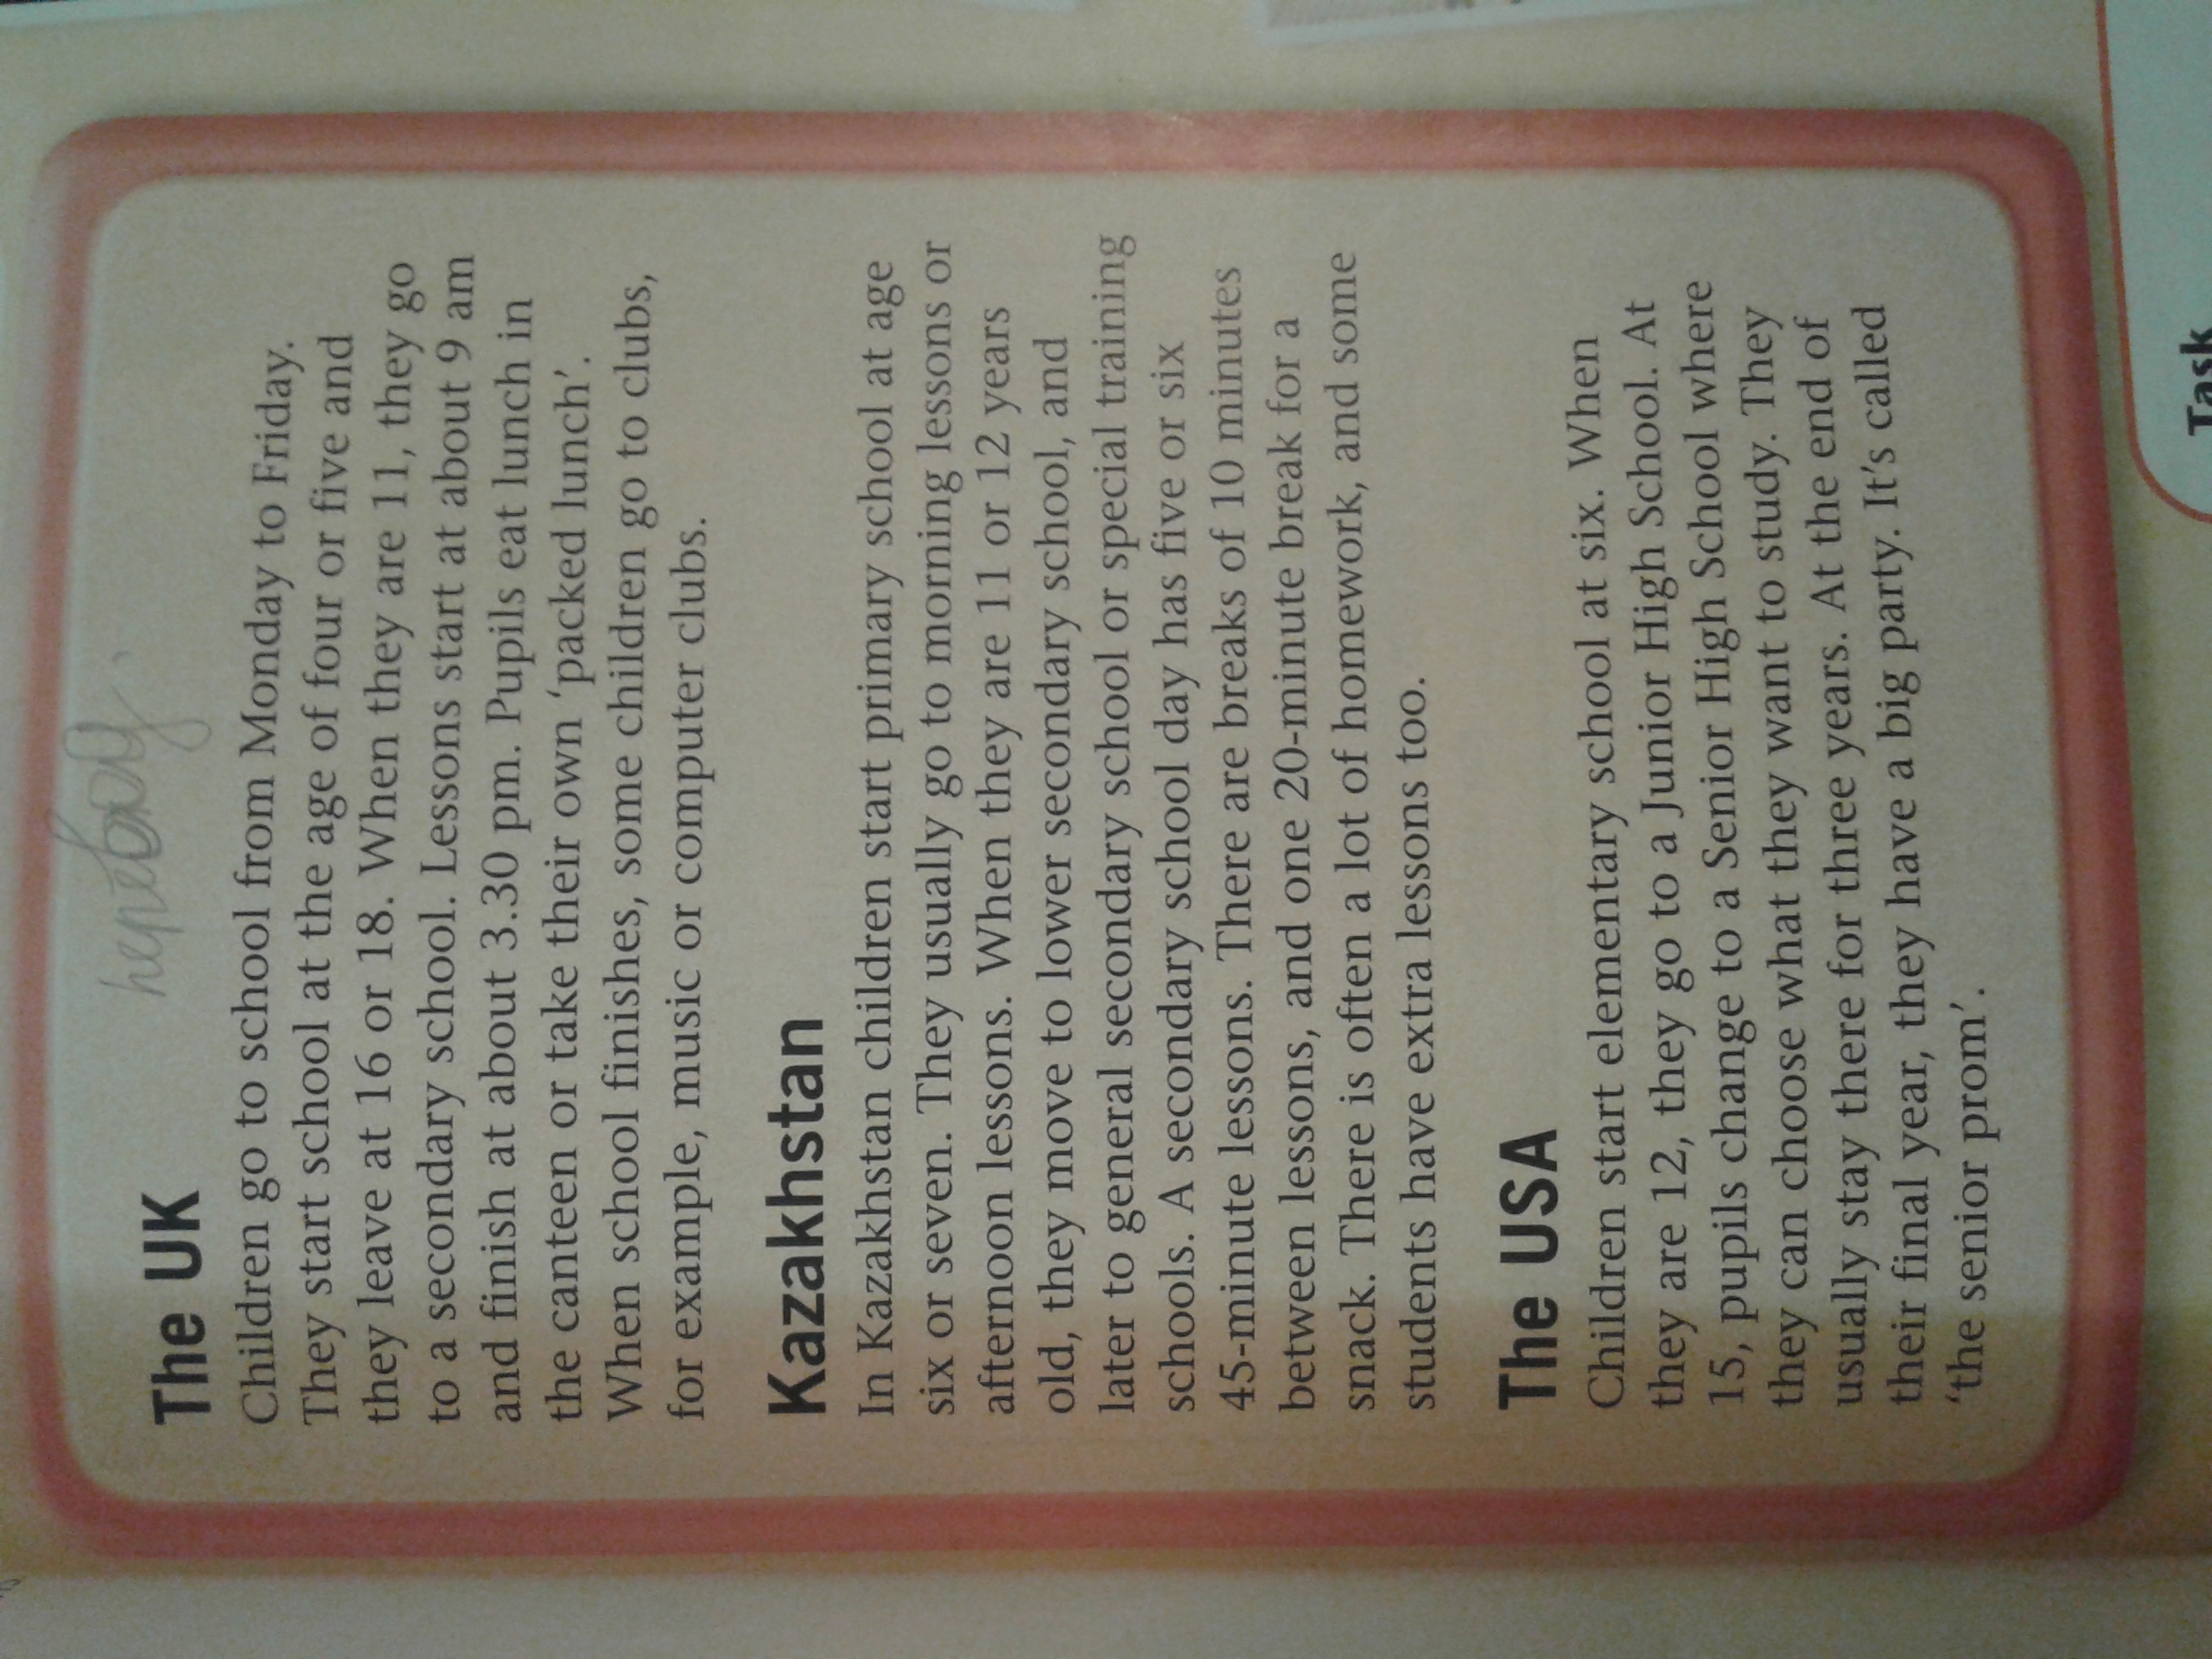 The UK
Children go to school from Monday to Friday.
They start school at the age of four or five and
they leave at 16 or 18. When they are 11, they go
to a secondary school. Lessons start at about 9 am
and finish at about 3.30 pm. Pupils eat lunch in
the canteen or take their own ‘packed lunch’.
When school finishes, some children go to clubs,
for example, music or computer clubs.
Kazakhstan
In Kazakhstan children start primary school at age
six or seven. They usually go to morning lessons or
afternoon lessons. When they are 11 or 12 years
old, they move to lower secondary school, and
later to general secondary school or special training
schools. A secondary school day has five or six
45-minute lessons. There are breaks of 10 minutes
between lessons, and one 20-minute break for a
snack. There is often a lot of homework, and some
students have extra lessons too.
The USA
Children start elementary school at six. When
they are 12, they go to a Junior High School. At
15, pupils change to a Senior High School where
they can choose what they want to study. They
usually stay there for three years. At the end of
their final year, they have a big party. It’s called
‘the senior prom’.
Task